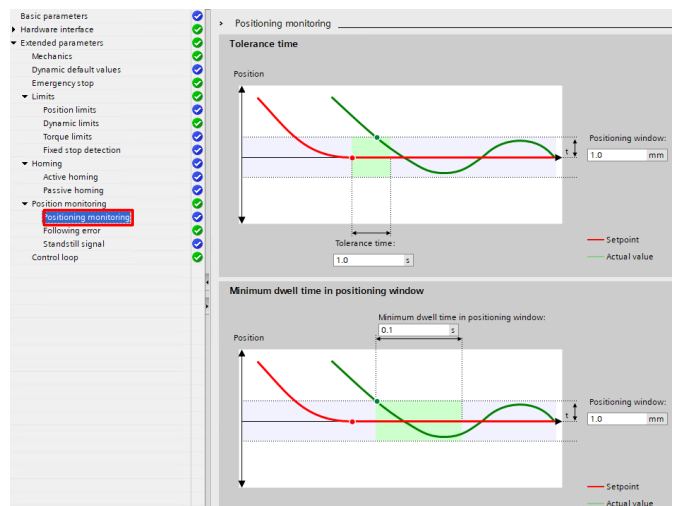 Basic parameters
Hardware interface
Extended parameters
Mechanics
Dynamic default values
Emergency stop
Limits
Position limits
Dynamic limits
Torque limits
Fixed stop detection
Homing
Active homing
Passive homing
Position monitoring
Positioning monitoring
Following error
Standstill signal
Control loop
Positioning monitoring
Tolerance time
Position
t
Positioning window:
1.0 mm
Tolerance time:
1.0 s
Setpoint
Actual value
Minimum dwell time in positioning window
Minimum dwell time in positioning window:
0.1 s
Position
t
Positioning window:
1.0 mm
Setpoint
Actual value